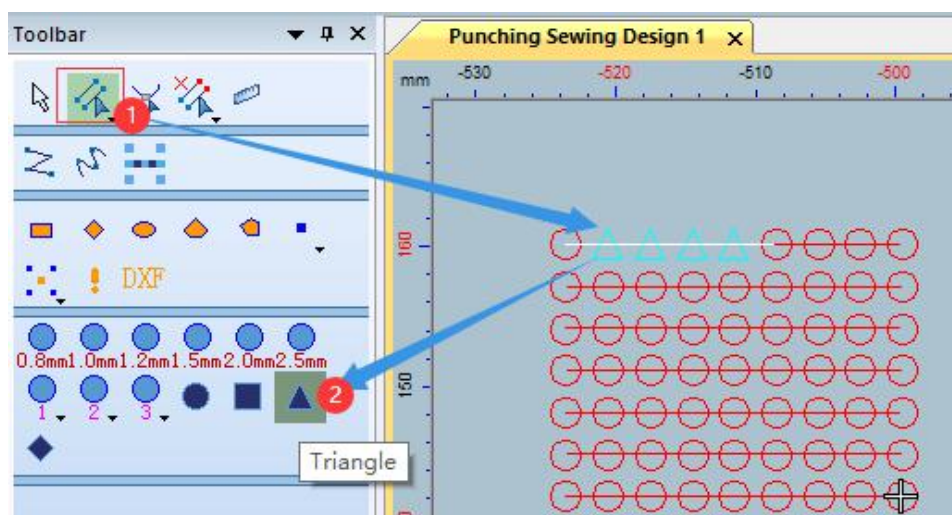 Toolbar
Punching Sewing Design 1
mm -530 -520 -510 -500
1
160
DXF
0.8mm1.0mm1.2mm1.5mm2.0mm2.5mm
150
1 2 3
2
Triangle